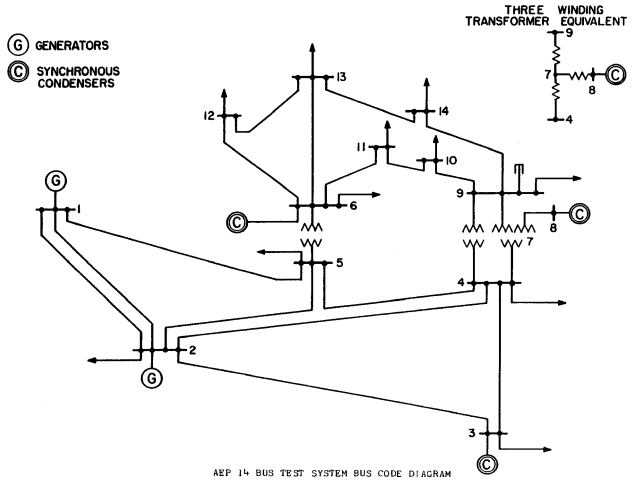 THREE WINDING
TRANSFORMER EQUIVALENT
9
7
C
8
4
G GENERATORS
C SYNCHRONOUS
CONDENSERS
13
14
12
11
10
9
G
1
6
C
C
8
7
5
4
2
G
3
C
AEP 14 BUS TEST SYSTEM BUS CODE DIAGRAM